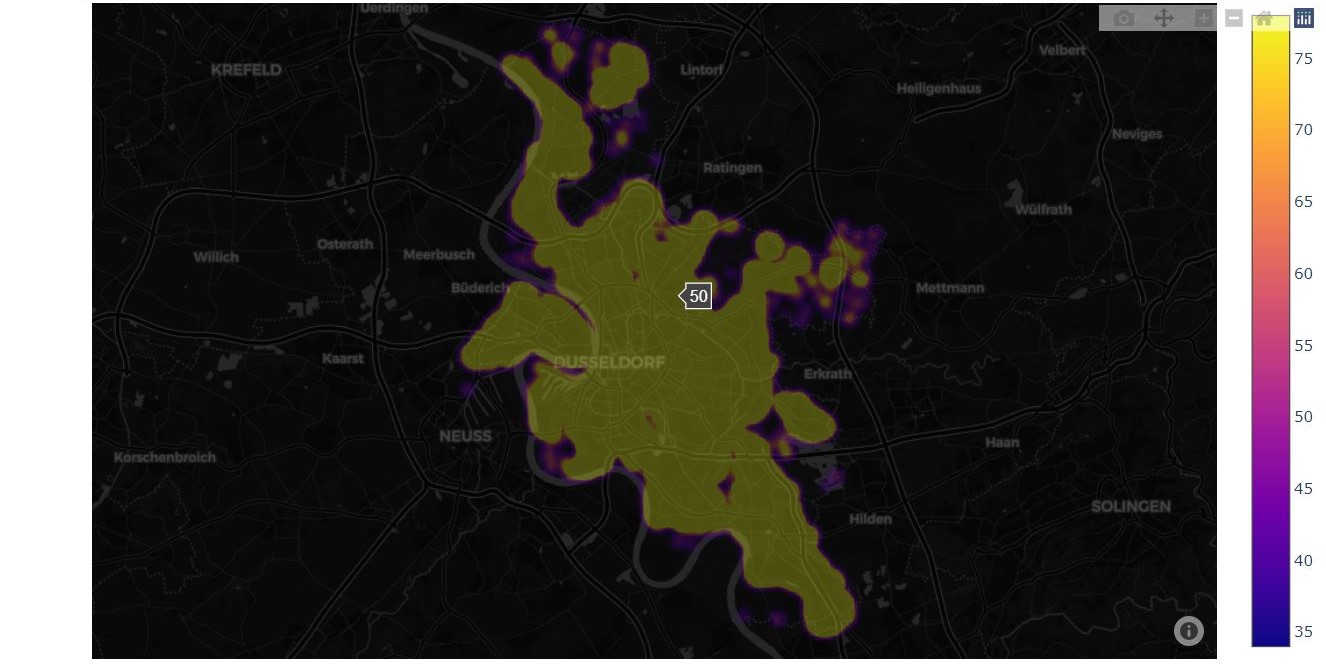 Uerdingen
Velbert
75
KREFELD
Lintorf
Heiligenhaus
70
Neviges
Ratingen
65
Wülfrath
Osterath
Meerbusch
Willich
60
Büderich
50
Mettmann
55
Kaarst
DUSSELDORF
Erkrath
50
NEUSS
Haan
Korschenbroich
45
SOLINGEN
Hilden
40
35